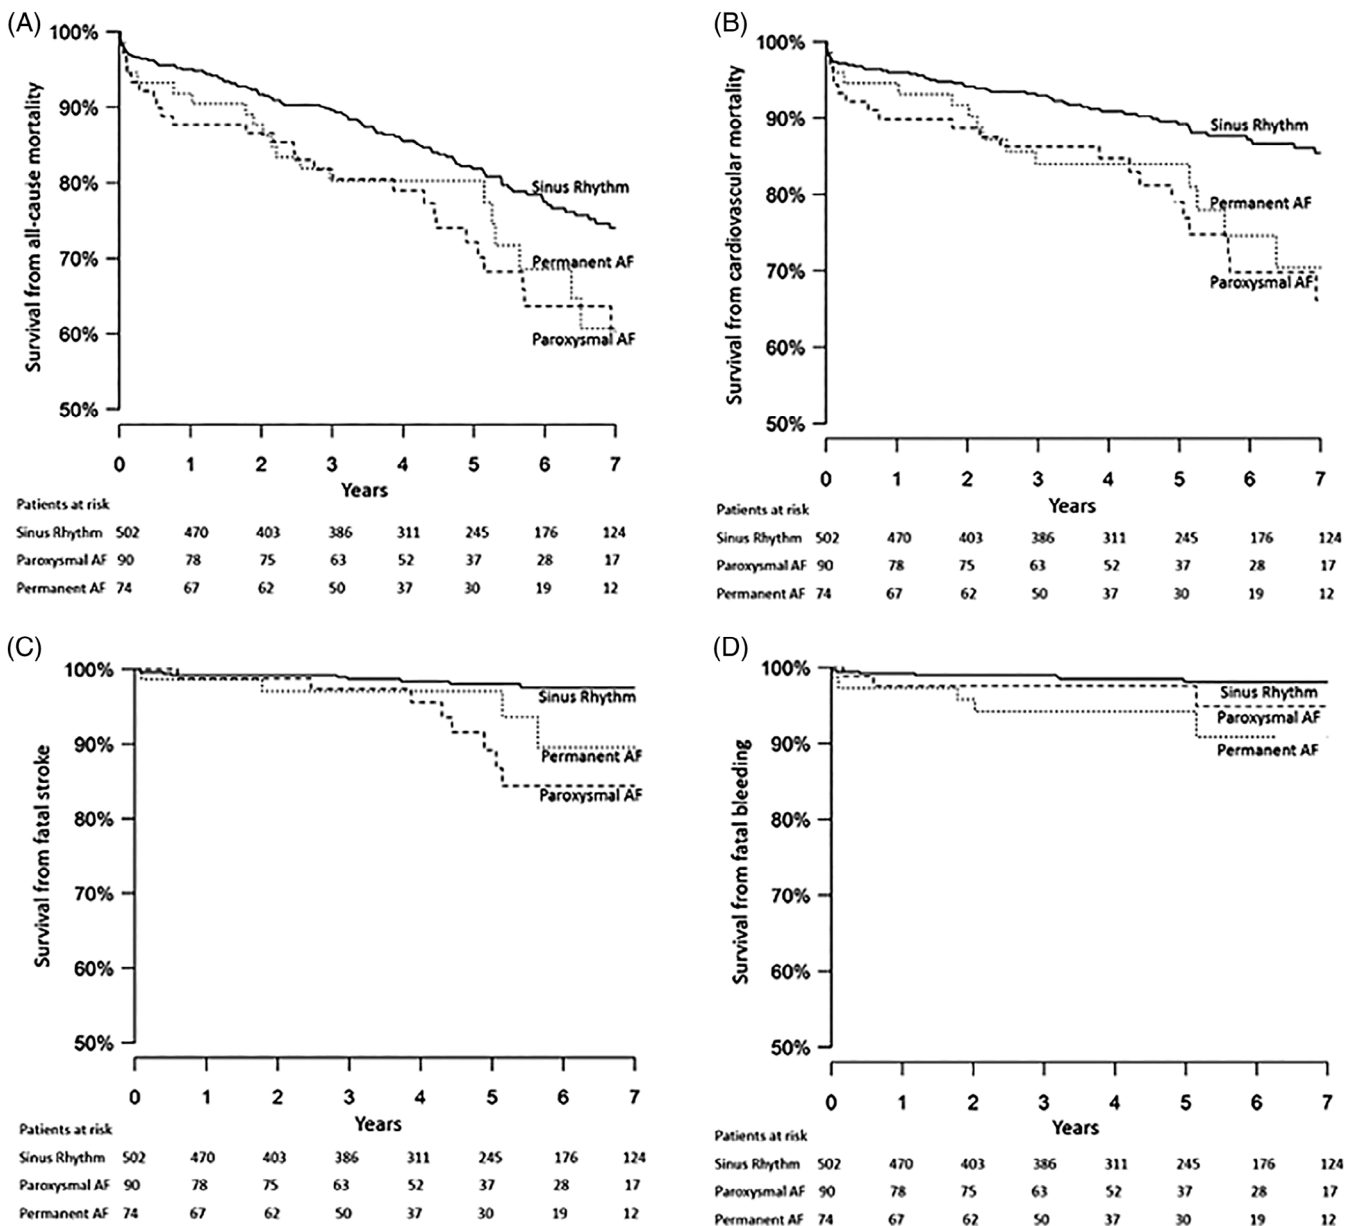 (A)
Survival from all-cause mortality
100%
90%
80%
70%
60%
50%
Sinus Rhythm
Permanent AF
Paroxysmal AF
0 1 2 3 4 5 6 7
Years
Patients at risk
Sinus Rhythm 502 470 403 386 311 245 176 124
Paroxysmal AF 90 78 75 63 52 37 28 17
Permanent AF 74 67 62 50 37 30 19 12
(B)
Survival from cardiovascular mortality
100%
90%
80%
70%
60%
50%
Sinus Rhythm
Permanent AF
Paroxysmal AF
0 1 2 3 4 5 6 7
Years
Patients at risk
Sinus Rhythm 502 470 403 386 311 245 176 124
Paroxysmal AF 90 78 75 63 52 37 28 17
Permanent AF 74 67 62 50 37 30 19 12
(C)
Survival from fatal stroke
100%
90%
80%
70%
60%
50%
Sinus Rhythm
Permanent AF
Paroxysmal AF
0 1 2 3 4 5 6 7
Years
Patients at risk
Sinus Rhythm 502 470 403 386 311 245 176 124
Paroxysmal AF 90 78 75 63 52 37 28 17
Permanent AF 74 67 62 50 37 30 19 12
(D)
Survival from fatal bleeding
100%
90%
80%
70%
60%
50%
Sinus Rhythm
Paroxysmal AF
Permanent AF
0 1 2 3 4 5 6 7
Years
Patients at risk
Sinus Rhythm 502 470 403 386 311 245 176 124
Paroxysmal AF 90 78 75 63 52 37 28 17
Permanent AF 74 67 62 50 37 30 19 12